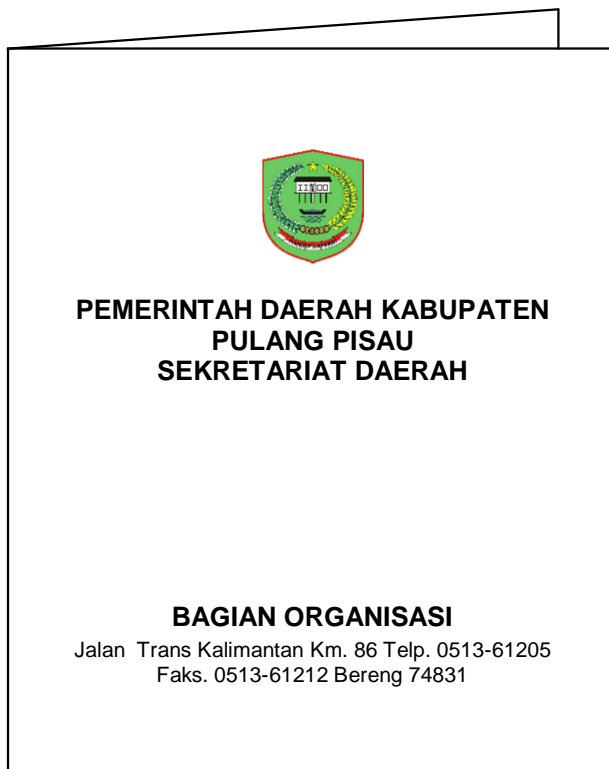 PEMERINTAH DAERAH KABUPATEN
PULANG PISAU
SEKRETARIAT DAERAH
BAGIAN ORGANISASI
Jalan Trans Kalimantan Km. 86 Telp. 0513-61205
Faks. 0513-61212 Bereng 74831